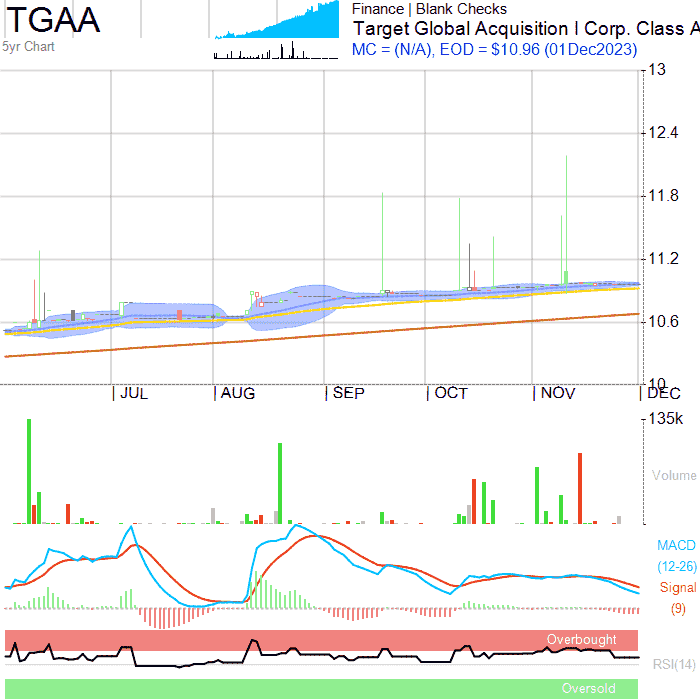 TGAA
5yr Chart
Finance | Blank Checks
Target Global Acquisition I Corp. Class A
MC = (N/A), EOD = $10.96 (01Dec2023)
13
12.4
11.8
11.2
10.6
10
JUL
AUG
SEP
OCT
NOV
DEC
135k
Volume
MACD
(12-26)
Signal
(9)
Overbought
RSI(14)
Oversold